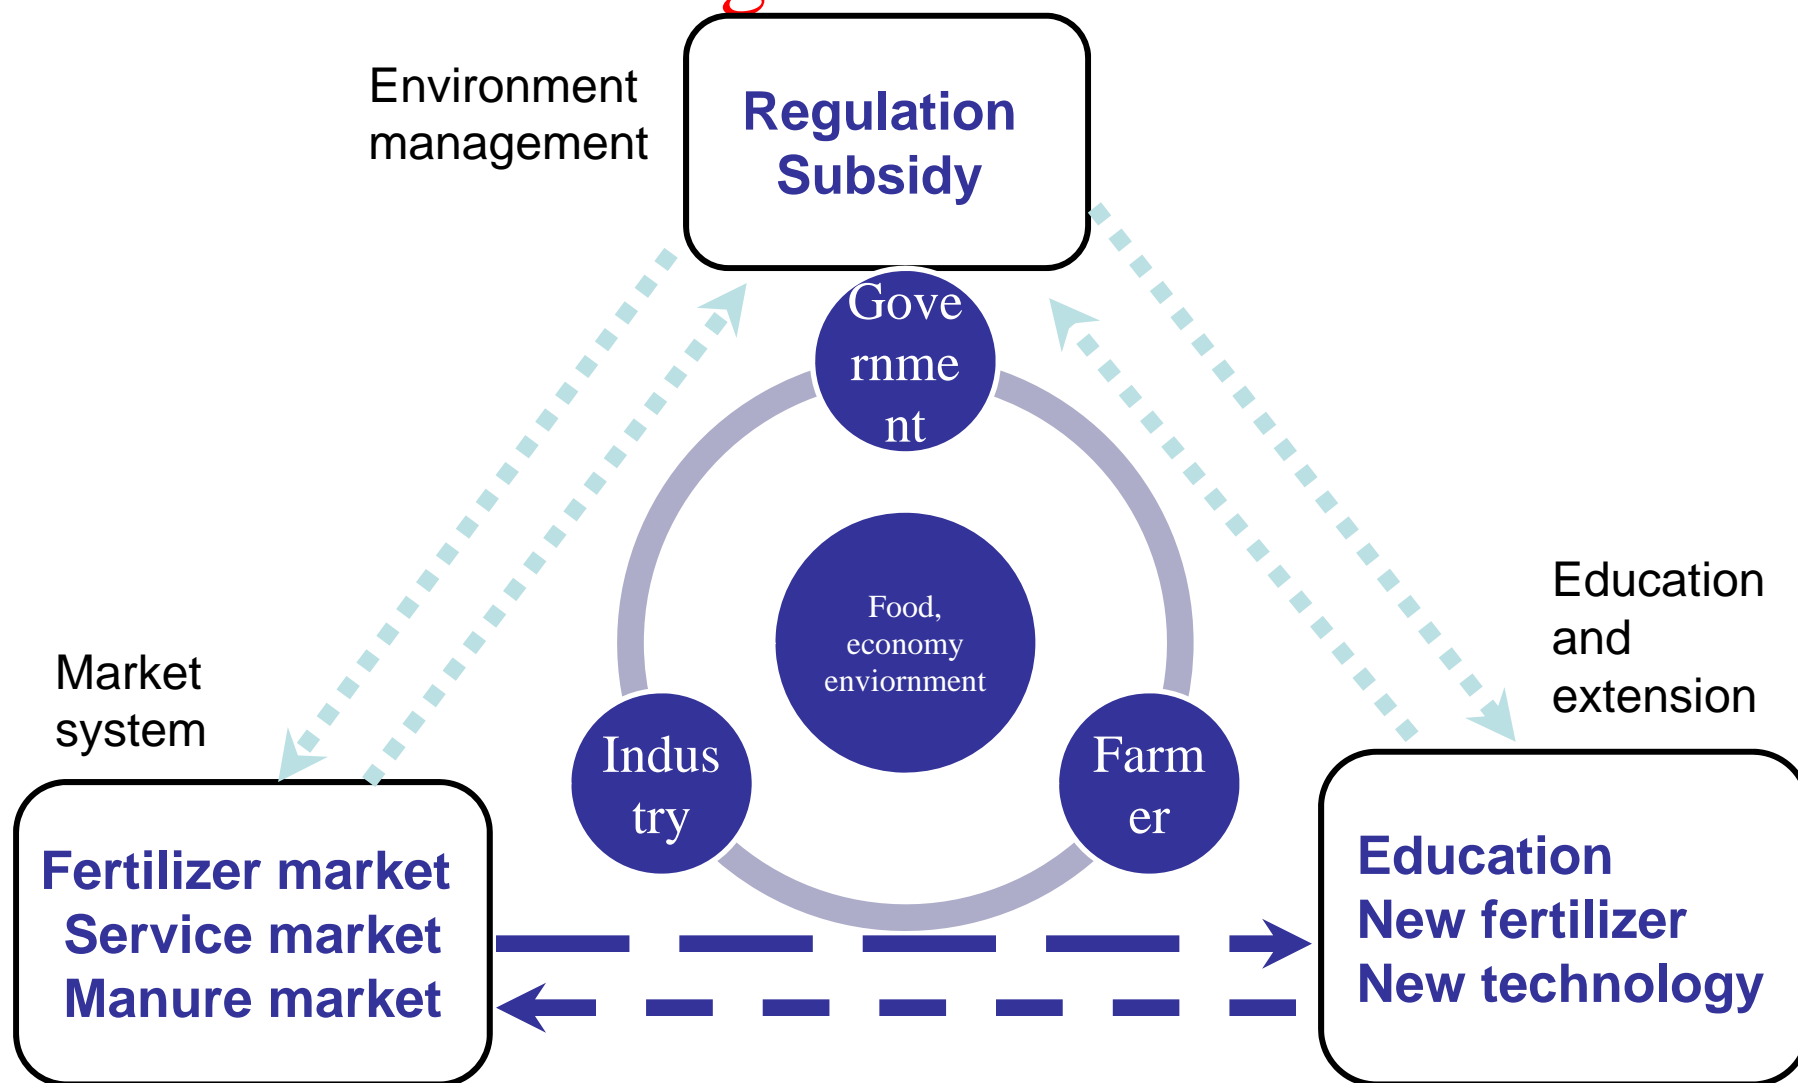 Environment
management
Regulation
Subsidy
Gove
rnme
nt
Food,
economy
enviornment
Education
and
extension
Market
system
Indus
try
Farm
er
Fertilizer market
Service market
Manure market
Education
New fertilizer
New technology